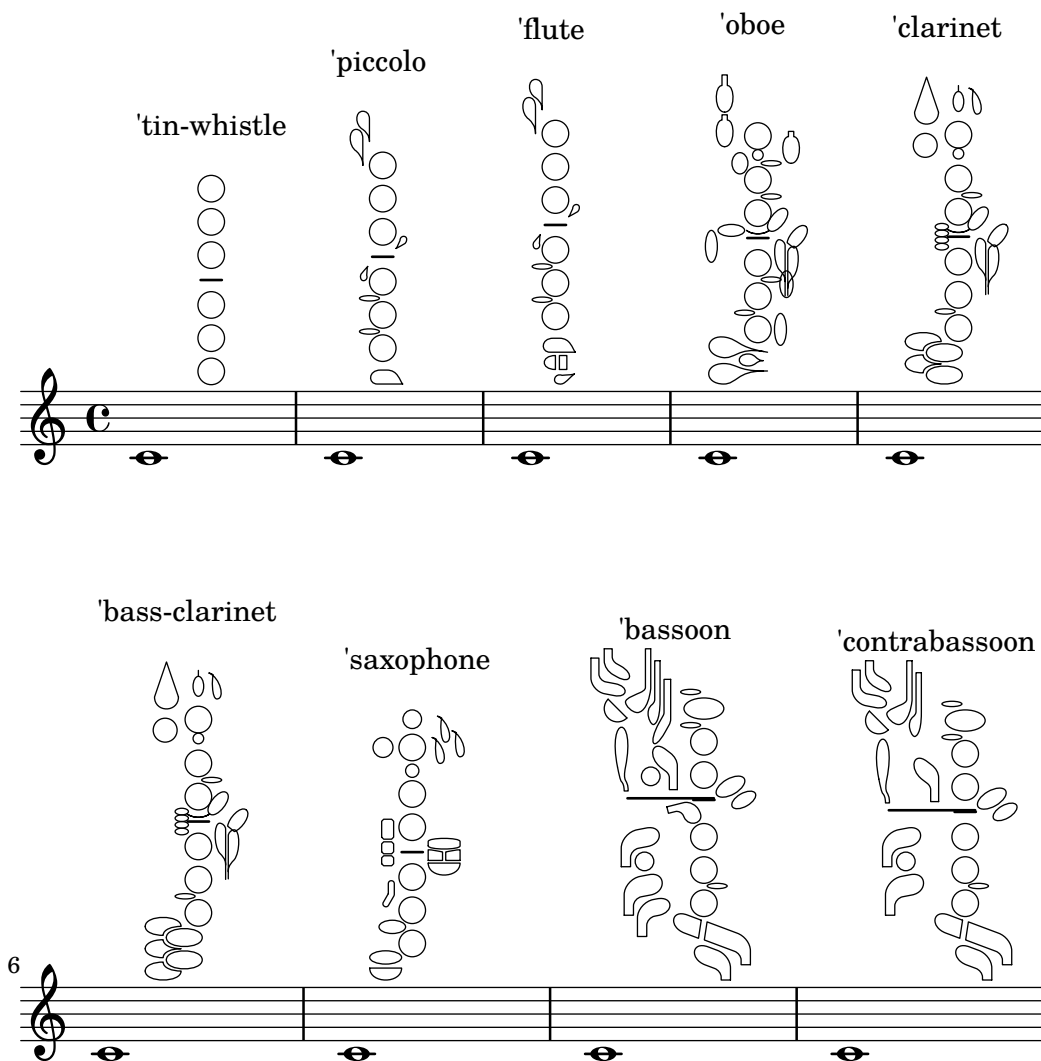 'tin-whistle 'piccolo 'flute 'oboe 'clarinet
'bass-clarinet 'saxophone 'bassoon 'contrabassoon
6